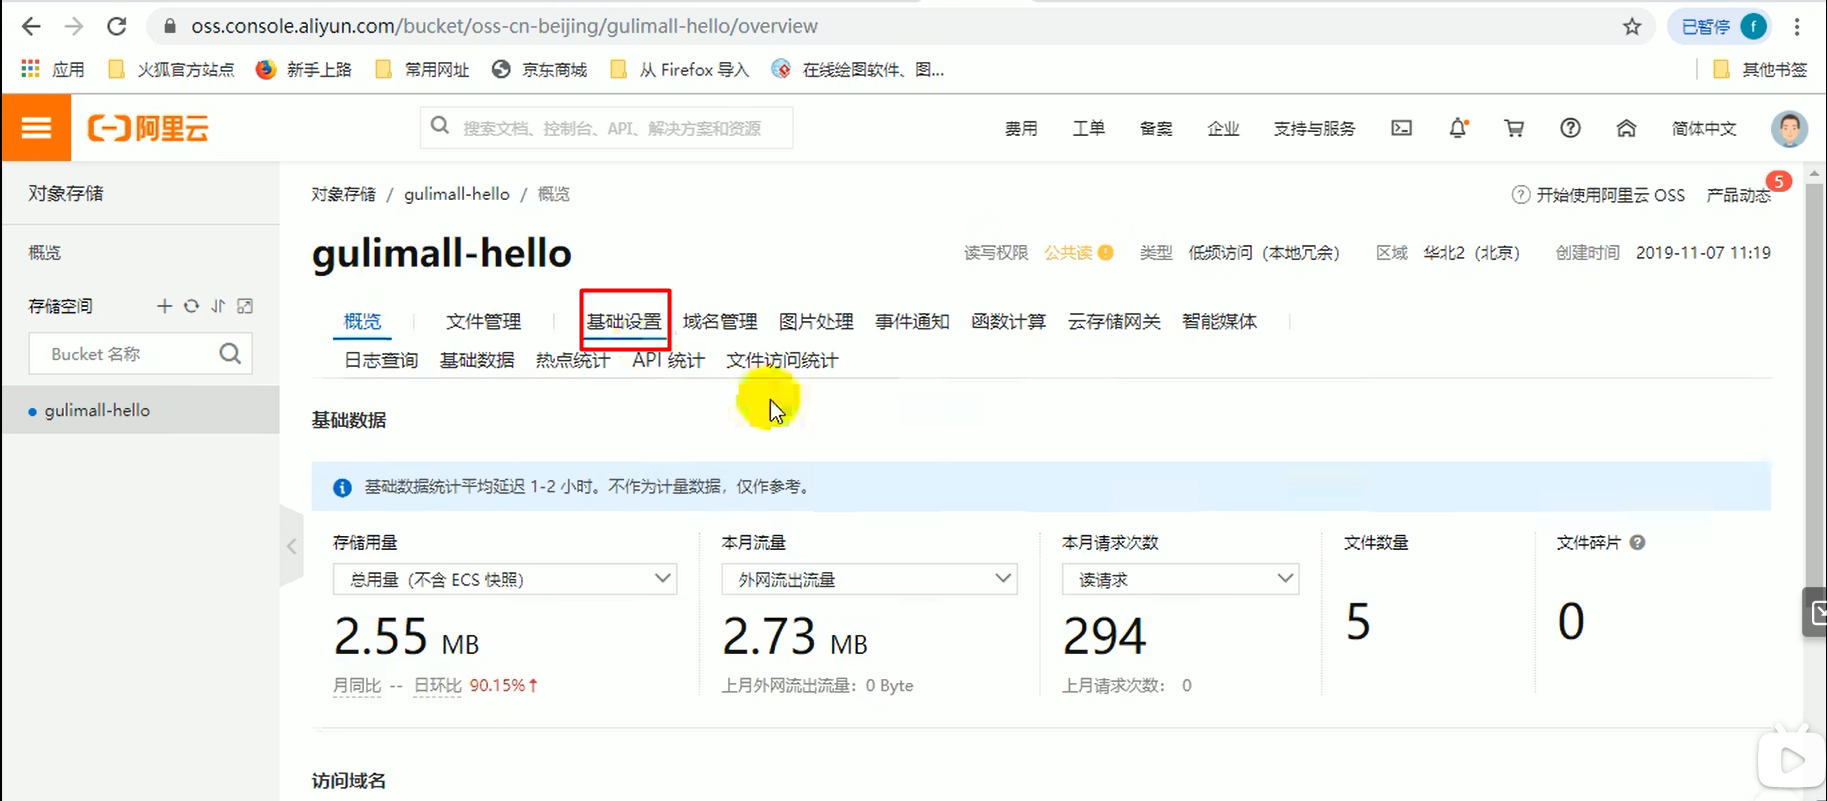 oss.console.aliyun.com/bucket/oss-cn-beijing/gulimall-hello/overview
已暂停 f
应用 火狐官方站点 新手上路 常用网址 京东商城 从 Firefox 导入 在线绘图软件、图... 其他书签
阿里云 搜索文档、控制台、API、解决方案和资源 费用 工单 备案 企业 支持与服务 简体中文
对象存储
对象存储 / gulimall-hello / 概览 开始使用阿里云 OSS 产品动态 5
概览
gulimall-hello 读写权限 公共读 类型 低频访问（本地冗余） 区域 华北2（北京） 创建时间 2019-11-07 11:19
存储空间
概览 文件管理 基础设置 域名管理 图片处理 事件通知 函数计算 云存储网关 智能媒体
Bucket 名称
日志查询 基础数据 热点统计 API 统计 文件访问统计
gulimall-hello
基础数据
基础数据统计平均延迟 1-2 小时。不作为计量数据，仅作参考。
存储用量 本月流量 本月请求次数 文件数量 文件碎片
总用量（不含 ECS 快照） 外网流出流量 读请求
2.55 MB 2.73 MB 294 5 0
月同比 -- 日环比 90.15%↑ 上月外网流出流量：0 Byte 上月请求次数： 0
访问域名